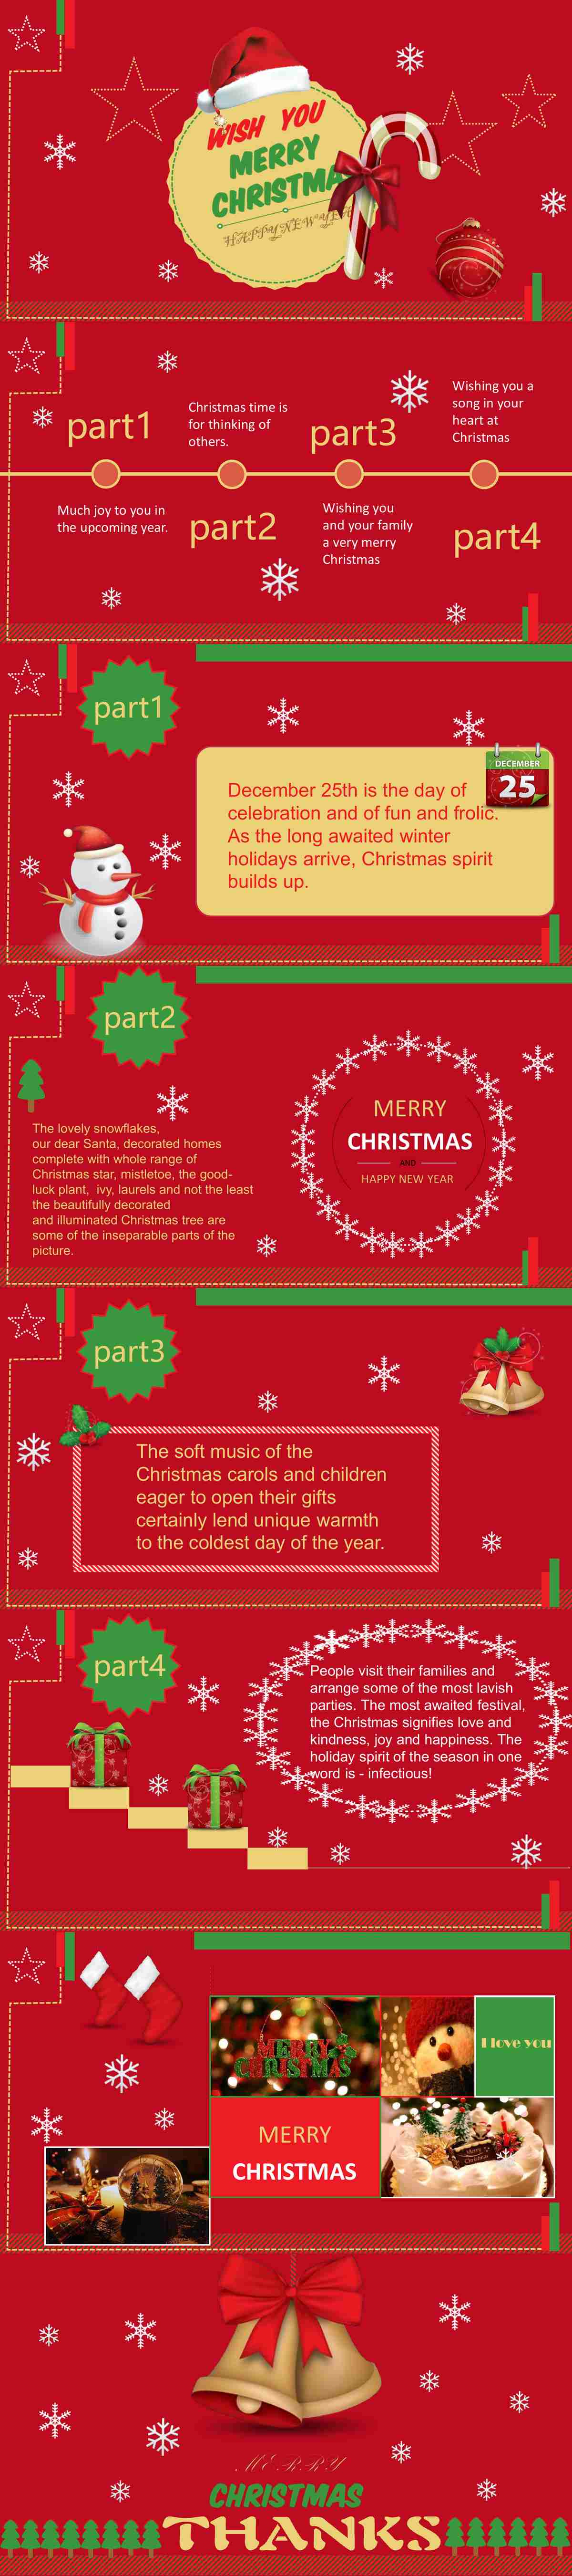 WISH YOU
MERRY
CHRISTMA
HAPPY NEW YEA
part1
Christmas time is
for thinking of
others.
part3
Wishing you a
song in your
heart at
Christmas
Much joy to you in
the upcoming year.
part2
Wishing you
and your family
a very merry
Christmas
part4
part1
DECEMBER
25
December 25th is the day of
celebration and of fun and frolic.
As the long awaited winter
holidays arrive, Christmas spirit
builds up.
part2
The lovely snowflakes,
our dear Santa, decorated homes
complete with whole range of
Christmas star, mistletoe, the good-
luck plant, ivy, laurels and not the least
the beautifully decorated
and illuminated Christmas tree are
some of the inseparable parts of the
picture.
MERRY
CHRISTMAS
AND
HAPPY NEW YEAR
part3
The soft music of the
Christmas carols and children
eager to open their gifts
certainly lend unique warmth
to the coldest day of the year.
part4
People visit their families and
arrange some of the most lavish
parties. The most awaited festival,
the Christmas signifies love and
kindness, joy and happiness. The
holiday spirit of the season in one
word is - infectious!
MERRY
CHRISTMAS
I love you
MERRY
CHRISTMAS
Merry
Christmas
MERRY
CHRISTMAS
THANKS